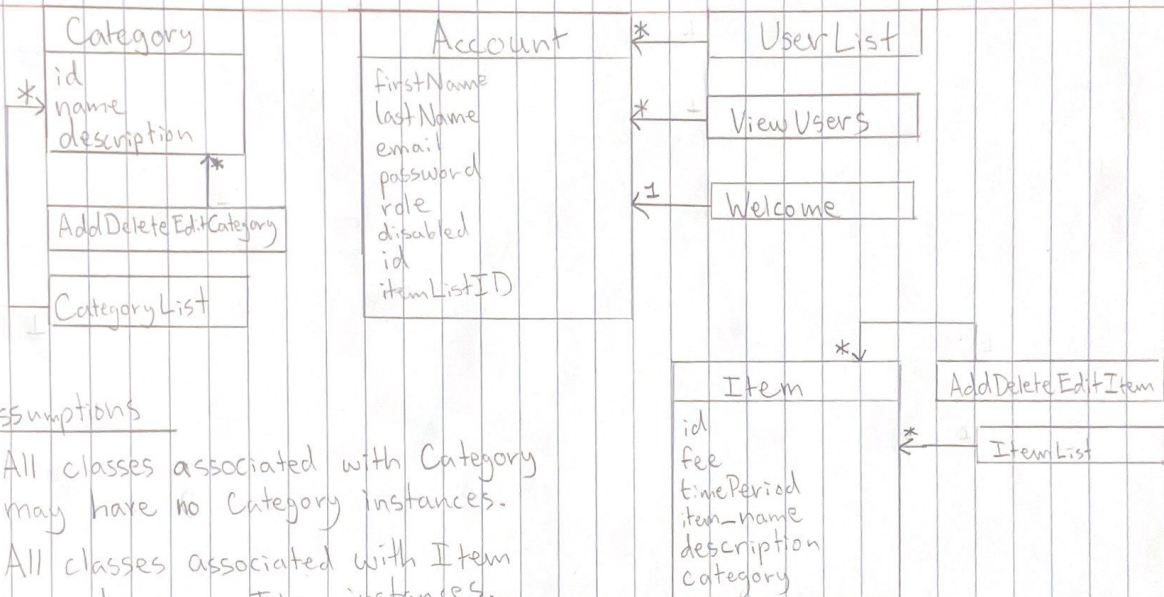 Category
id
name
description
*
*
AddDeleteEditCategory
CategoryList
Account
firstName
lastName
email
password
role
disabled
id
itemListID
*
UserList
*
ViewUsers
1
Welcome
*
Item
id
fee
timePeriod
item_name
description
category
AddDeleteEditItem
*
ItemList
ssumptions
All classes associated with Category
may have no Category instances.
All classes associated with Item
instances.